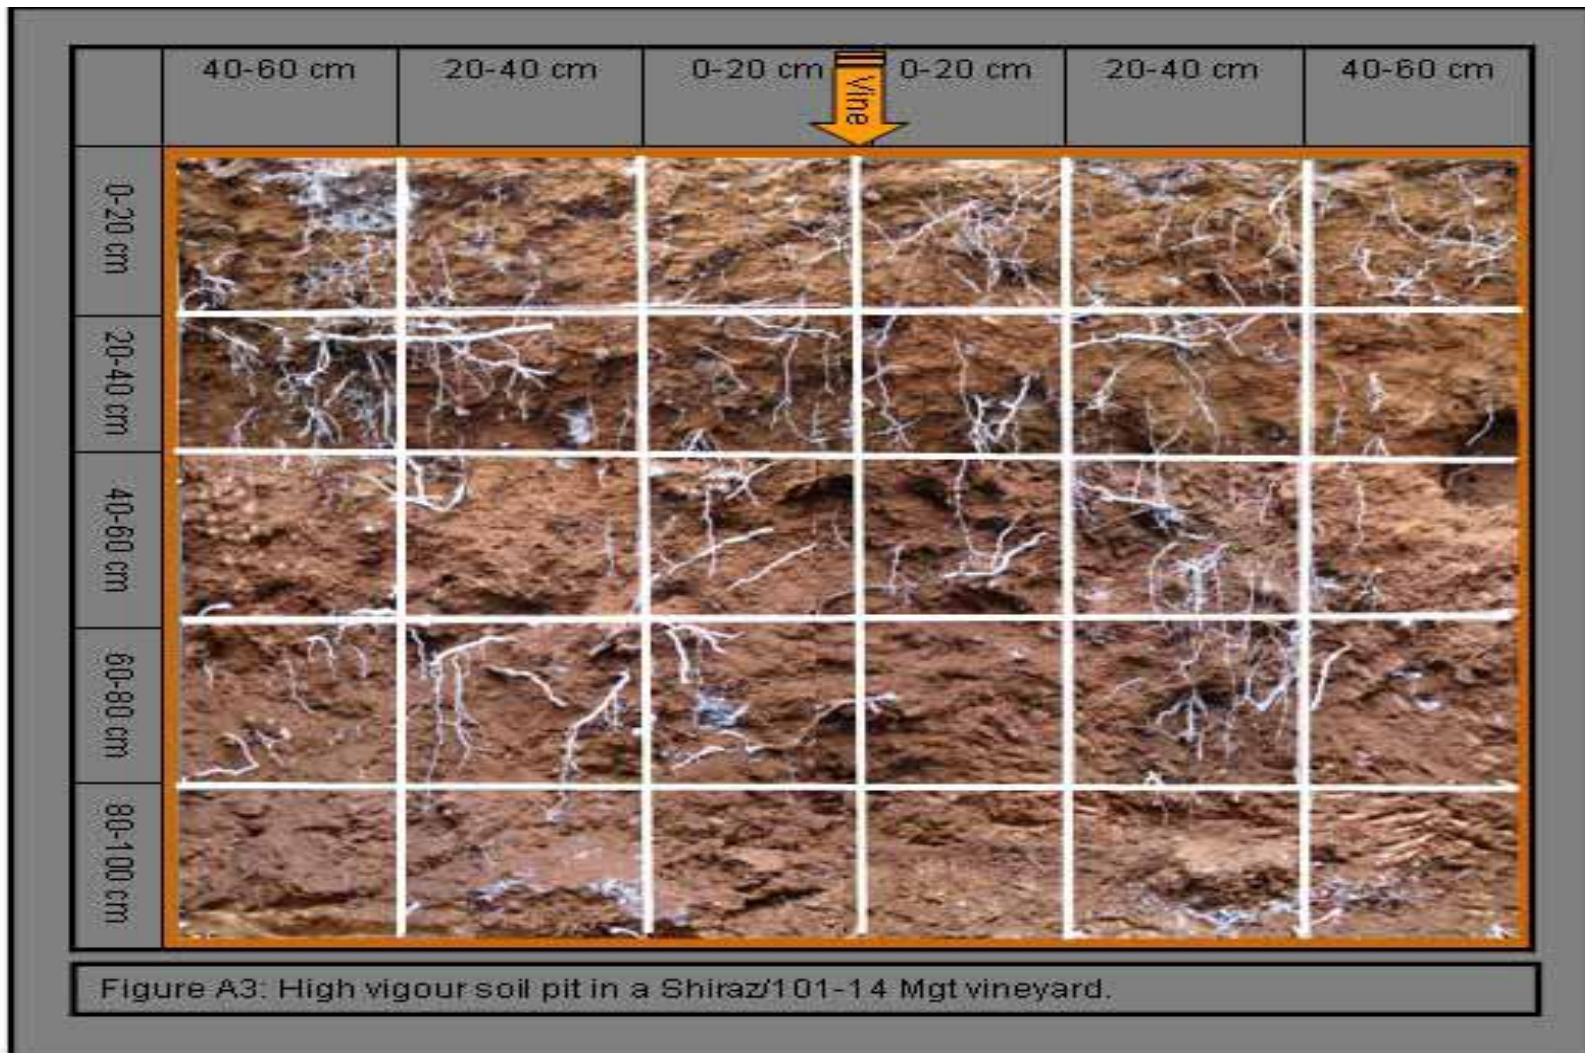 40-60 cm 20-40 cm 0-20 cm Vine 0-20 cm 20-40 cm 40-60 cm
0-20 cm
20-40 cm
40-60 cm
60-80 cm
80-100 cm
Figure A3: High vigour soil pit in a Shiraz/101-14 Mgt vineyard.